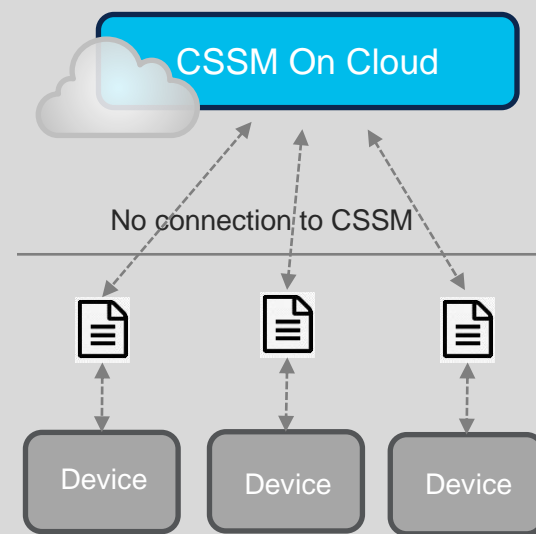 CSSM On Cloud
No connection to CSSM
Device
Device
Device